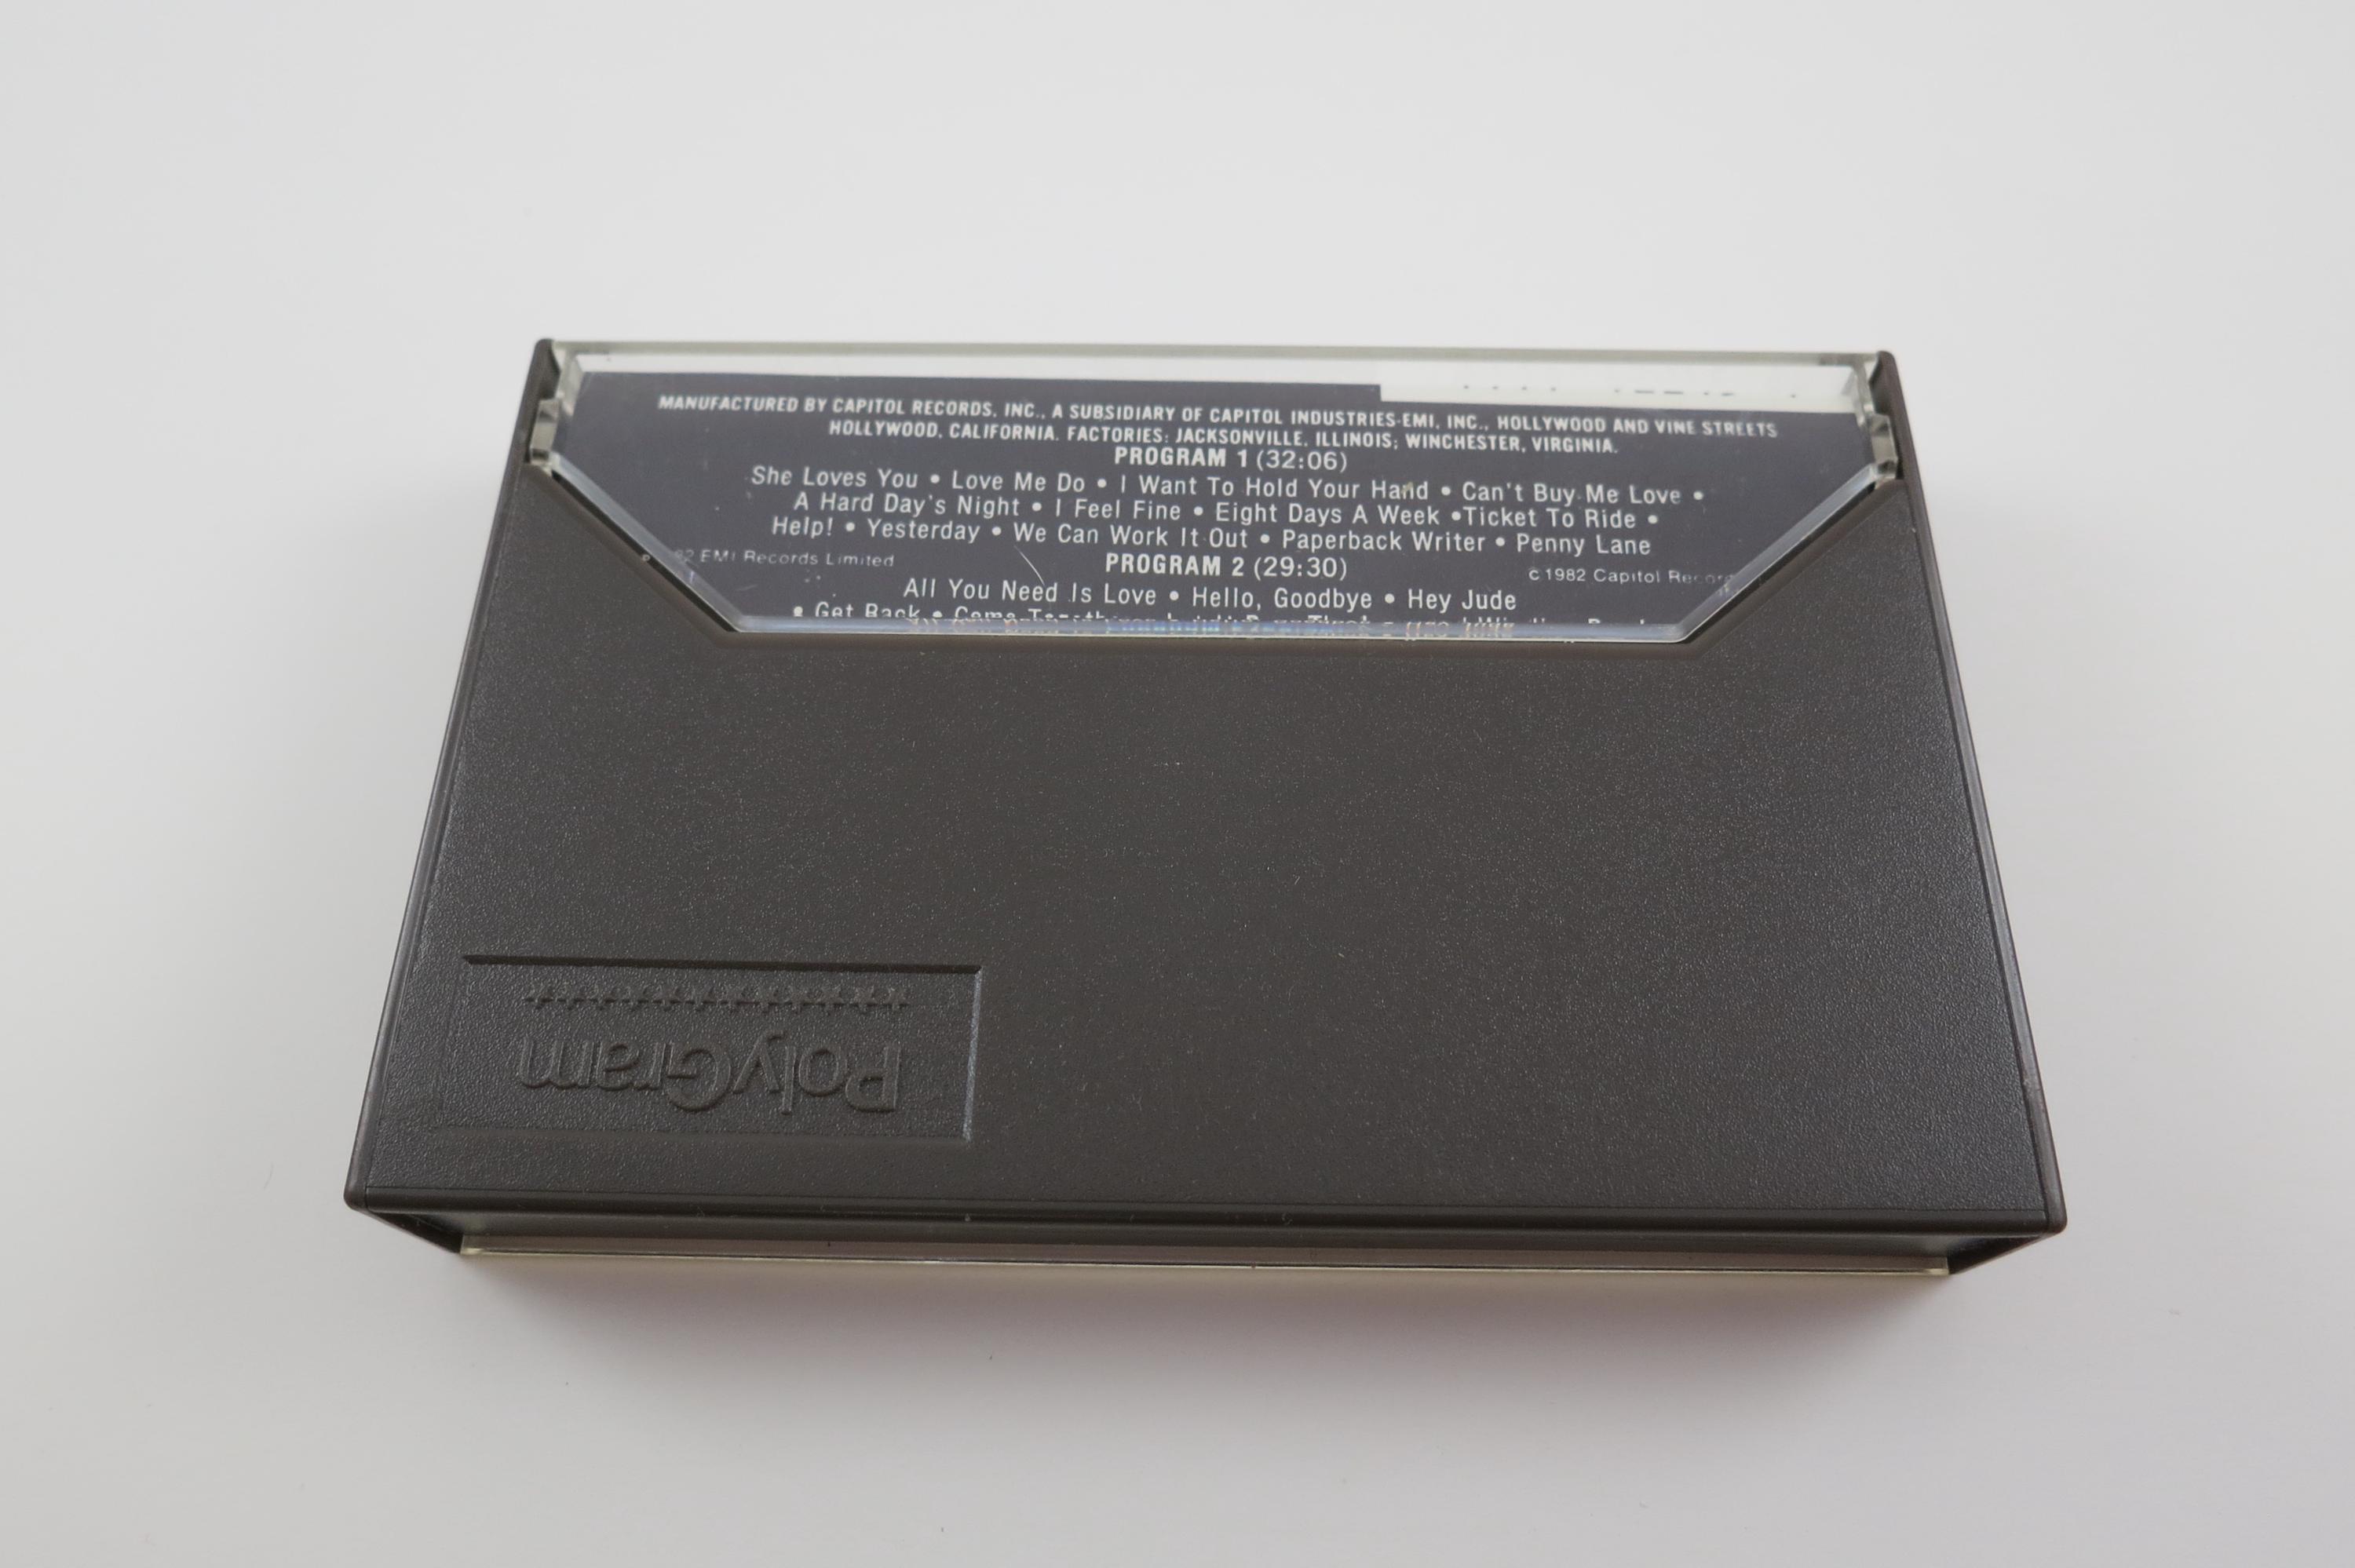 MANUFACTURED BY CAPITOL RECORDS, INC., A SUBSIDIARY OF CAPITOL INDUSTRIES-EMI, INC., HOLLYWOOD AND VINE STREETS
HOLLYWOOD, CALIFORNIA. FACTORIES: JACKSONVILLE, ILLINOIS; WINCHESTER, VIRGINIA.
PROGRAM 1 (32:06)
She Loves You • Love Me Do • I Want To Hold Your Hand • Can't Buy Me Love •
A Hard Day's Night • I Feel Fine • Eight Days A Week •Ticket To Ride •
Help! • Yesterday • We Can Work It Out • Paperback Writer • Penny Lane
EMI Records Limited
PROGRAM 2 (29:30)
c 1982 Capitol
All You Need Is Love • Hello, Goodbye • Hey Jude
• Get Back • Come
PolyGram